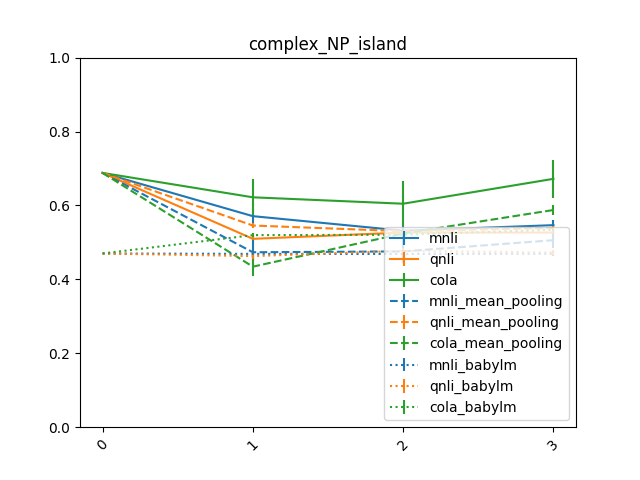 complex_NP_island
1.0
0.8
0.6
0.4
0.2
0.0
0
1
2
3
mnli
qnli
cola
mnli_mean_pooling
qnli_mean_pooling
cola_mean_pooling
mnli_babylm
qnli_babylm
cola_babylm